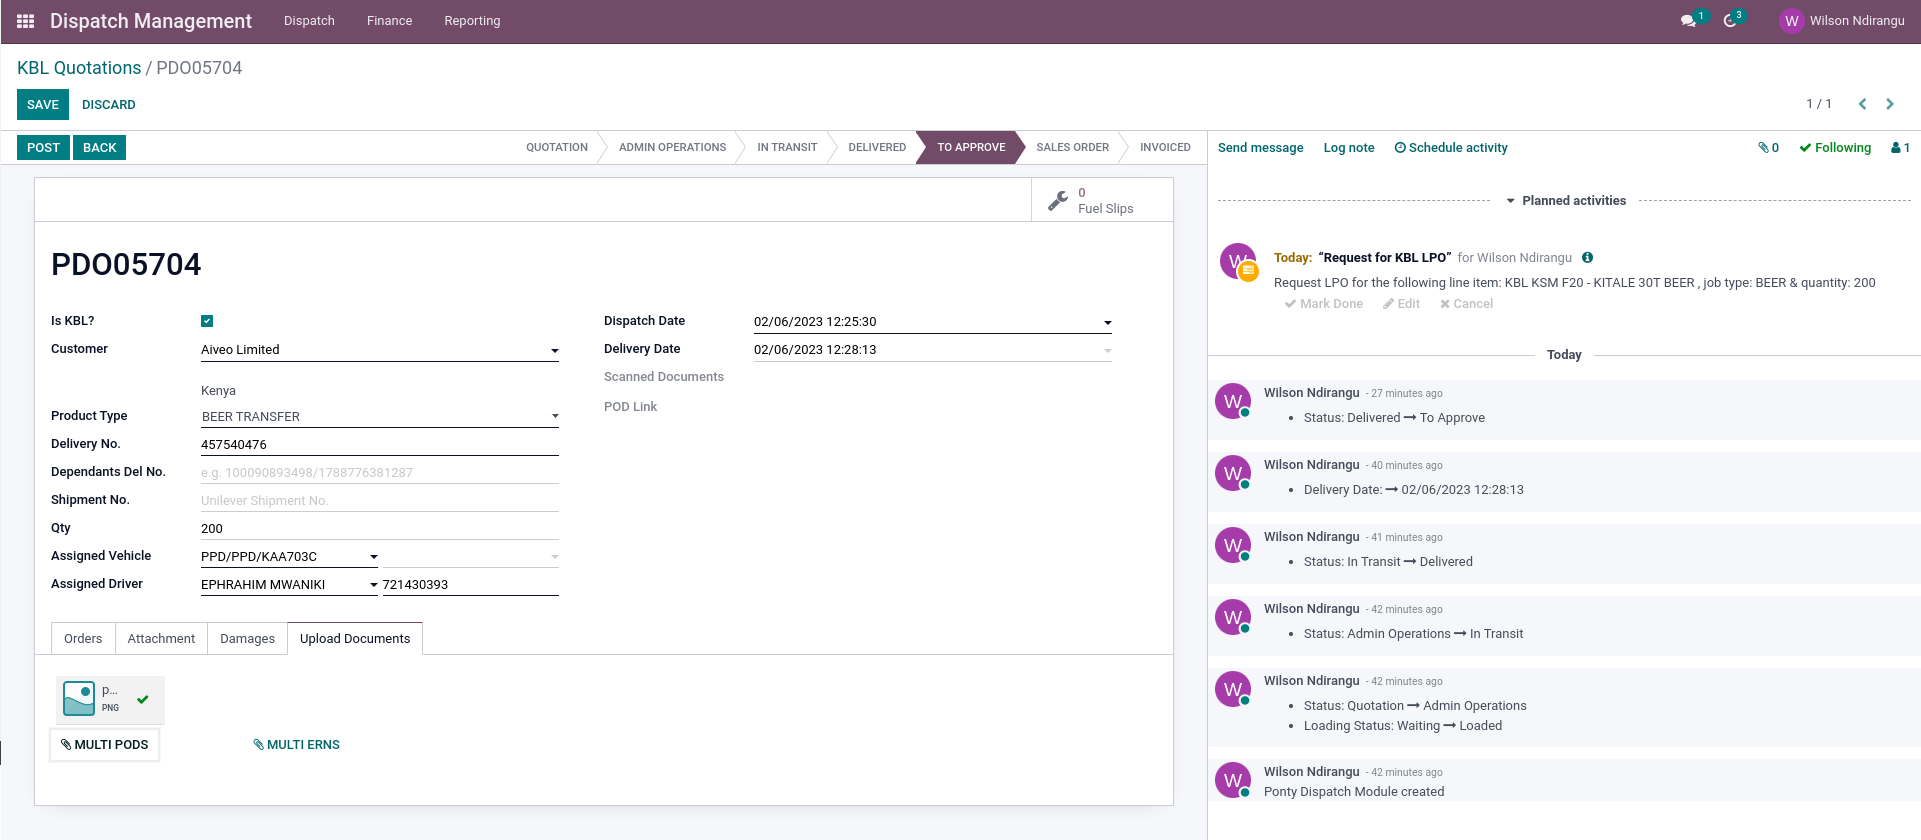 Dispatch Management Dispatch Finance Reporting 1 3 W Wilson Ndirangu
KBL Quotations / PDO05704
SAVE DISCARD 1 / 1
POST BACK QUOTATION ADMIN OPERATIONS IN TRANSIT DELIVERED TO APPROVE SALES ORDER INVOICED
0
Fuel Slips
PDO05704
Is KBL?
Customer Aiveo Limited
Kenya
Product Type BEER TRANSFER
Delivery No. 457540476
Dependants Del No. e.g. 100090893498/1788776381287
Shipment No. Unilever Shipment No.
Qty 200
Assigned Vehicle PPD/PPD/KAA703C
Assigned Driver EPHRAIM MWANIKI 721430393
Dispatch Date 02/06/2023 12:25:30
Delivery Date 02/06/2023 12:28:13
Scanned Documents
POD Link
Orders Attachment Damages Upload Documents
p...
PNG
MULTI PODS MULTI ERNS
Send message Log note Schedule activity 0 Following 1
Planned activities
W Today: “Request for KBL LPO” for Wilson Ndirangu
Request LPO for the following line item: KBL KSM F20 - KITALE 30T BEER , job type: BEER & quantity: 200
Mark Done Edit Cancel
Today
W Wilson Ndirangu - 27 minutes ago
• Status: Delivered → To Approve
W Wilson Ndirangu - 40 minutes ago
• Delivery Date: → 02/06/2023 12:28:13
W Wilson Ndirangu - 41 minutes ago
• Status: In Transit → Delivered
W Wilson Ndirangu - 42 minutes ago
• Status: Admin Operations → In Transit
W Wilson Ndirangu - 42 minutes ago
• Status: Quotation → Admin Operations
• Loading Status: Waiting → Loaded
W Wilson Ndirangu - 42 minutes ago
Ponty Dispatch Module created